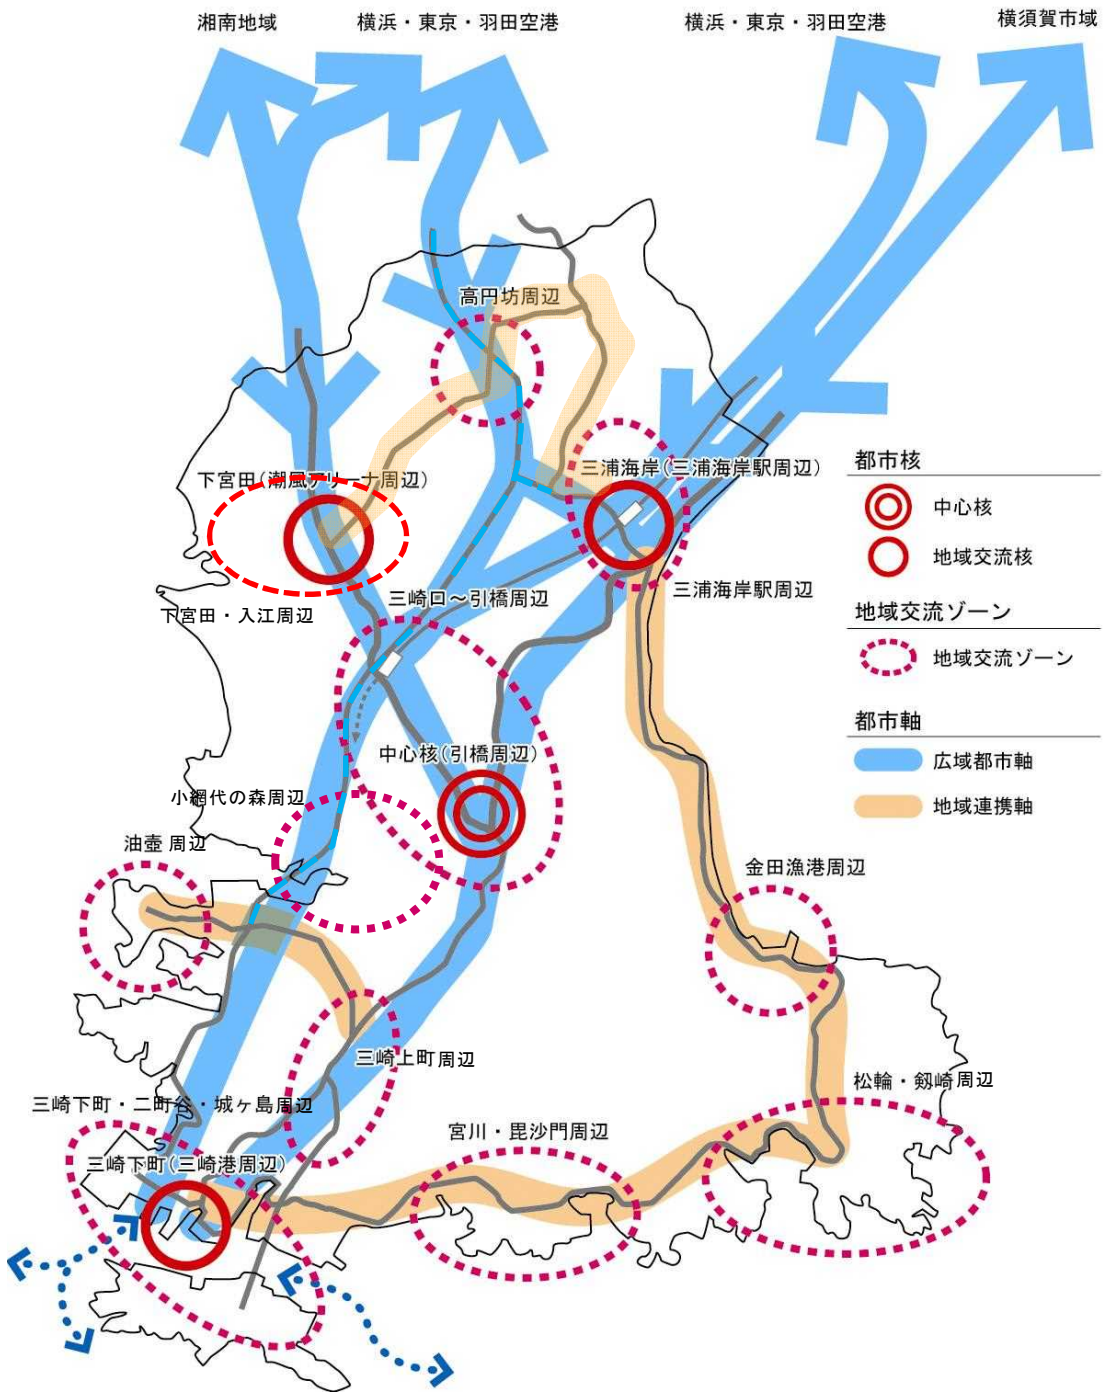 湘南地域
横浜・東京・羽田空港
横浜・東京・羽田空港
横須賀市域
高円坊周辺
下宮田(潮風アリーナ周辺)
三浦海岸(三浦海岸駅周辺)
都市核
中心核
地域交流核
三浦海岸駅周辺
三崎口～引橋周辺
下宮田・入江周辺
地域交流ゾーン
地域交流ゾーン
都市軸
広域都市軸
地域連携軸
中心核(引橋周辺)
小網代の森周辺
油壺 周辺
金田漁港周辺
三崎上町周辺
松輪・剱崎周辺
三崎下町・二町谷・城ヶ島周辺
宮川・毘沙門周辺
三崎下町(三崎港周辺)